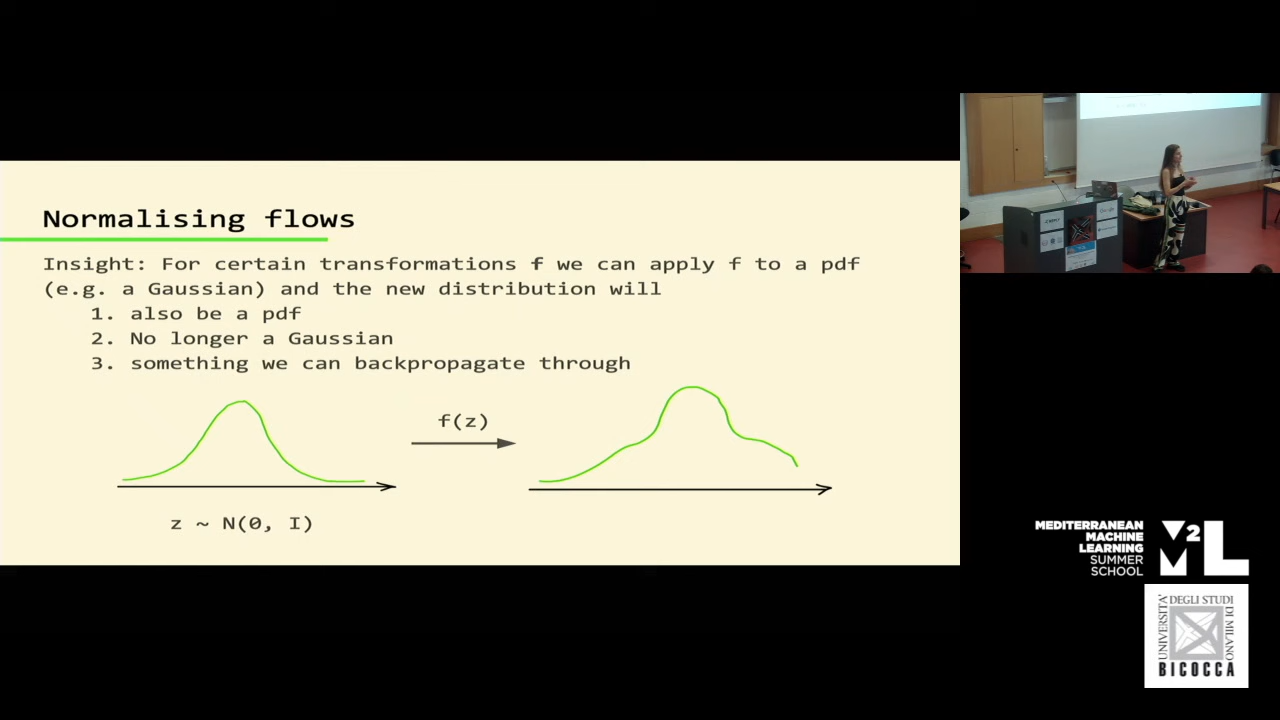 Normalising flows
Insight: For certain transformations f we can apply f to a pdf
(e.g. a Gaussian) and the new distribution will
1. also be a pdf
2. No longer a Gaussian
3. something we can backpropagate through
f(z)
z ~ N(0, I)
MEDITERRANEAN
MACHINE
LEARNING
SUMMER
SCHOOL
M2L
UNIVERSITÀ
DEGLI STUDI
DI MILANO
BICOCCA